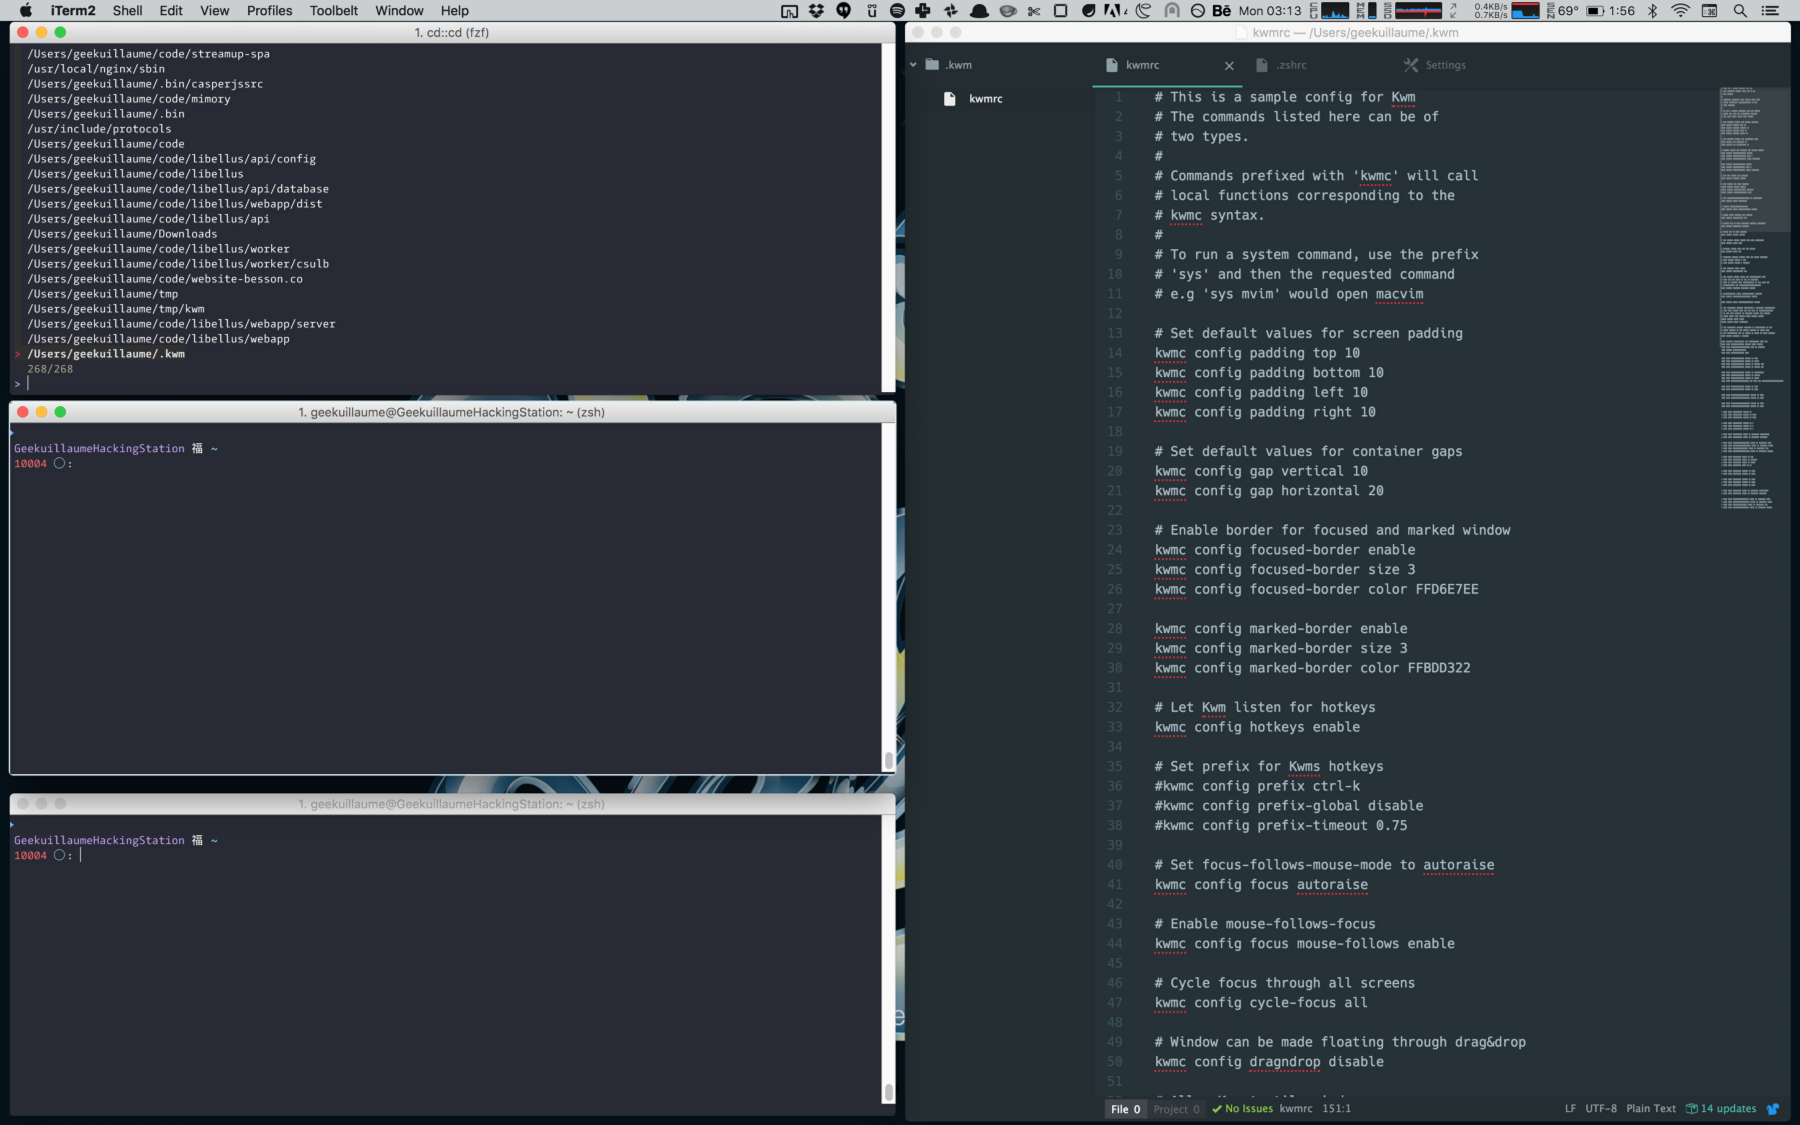 iTerm2 Shell Edit View Profiles Toolbelt Window Help
Bē Mon 03:13 0.4KB/s 0.7KB/s 69° 1:56
1. cd::cd (fzf)
/Users/geekuillaume/code/streamup-spa
/usr/local/nginx/sbin
/Users/geekuillaume/.bin/casperjssrc
/Users/geekuillaume/code/mimory
/Users/geekuillaume/.bin
/usr/include/protocols
/Users/geekuillaume/code
/Users/geekuillaume/code/libellus/api/config
/Users/geekuillaume/code/libellus
/Users/geekuillaume/code/libellus/api/database
/Users/geekuillaume/code/libellus/webapp/dist
/Users/geekuillaume/code/libellus/api
/Users/geekuillaume/Downloads
/Users/geekuillaume/code/libellus/worker
/Users/geekuillaume/code/libellus/worker/csulb
/Users/geekuillaume/code/website-besson.co
/Users/geekuillaume/tmp
/Users/geekuillaume/tmp/kwm
/Users/geekuillaume/code/libellus/webapp/server
/Users/geekuillaume/code/libellus/webapp
> /Users/geekuillaume/.kwm
268/268
>
1. geekuillaume@GeekuillaumeHackingStation: ~ (zsh)
GeekuillaumeHackingStation 福 ~
10004 ◯:
1. geekuillaume@GeekuillaumeHackingStation: ~ (zsh)
GeekuillaumeHackingStation 福 ~
10004 ◯:
kwmrc — /Users/geekuillaume/.kwm
.kwm
kwmrc
kwmrc .zshrc Settings
1 # This is a sample config for Kwm
2 # The commands listed here can be of
3 # two types.
4 #
5 # Commands prefixed with 'kwmc' will call
6 # local functions corresponding to the
7 # kwmc syntax.
8 #
9 # To run a system command, use the prefix
10 # 'sys' and then the requested command
11 # e.g 'sys mvim' would open macvim
12
13 # Set default values for screen padding
14 kwmc config padding top 10
15 kwmc config padding bottom 10
16 kwmc config padding left 10
17 kwmc config padding right 10
18
19 # Set default values for container gaps
20 kwmc config gap vertical 10
21 kwmc config gap horizontal 20
22
23 # Enable border for focused and marked window
24 kwmc config focused-border enable
25 kwmc config focused-border size 3
26 kwmc config focused-border color FFD6E7EE
27
28 kwmc config marked-border enable
29 kwmc config marked-border size 3
30 kwmc config marked-border color FFBDD322
31
32 # Let Kwm listen for hotkeys
33 kwmc config hotkeys enable
34
35 # Set prefix for Kwms hotkeys
36 #kwmc config prefix ctrl-k
37 #kwmc config prefix-global disable
38 #kwmc config prefix-timeout 0.75
39
40 # Set focus-follows-mouse-mode to autoraise
41 kwmc config focus autoraise
42
43 # Enable mouse-follows-focus
44 kwmc config focus mouse-follows enable
45
46 # Cycle focus through all screens
47 kwmc config cycle-focus all
48
49 # Window can be made floating through drag&drop
50 kwmc config dragndrop disable
51
File 0 Project 0 No Issues kwmrc 151:1 LF UTF-8 Plain Text 14 updates